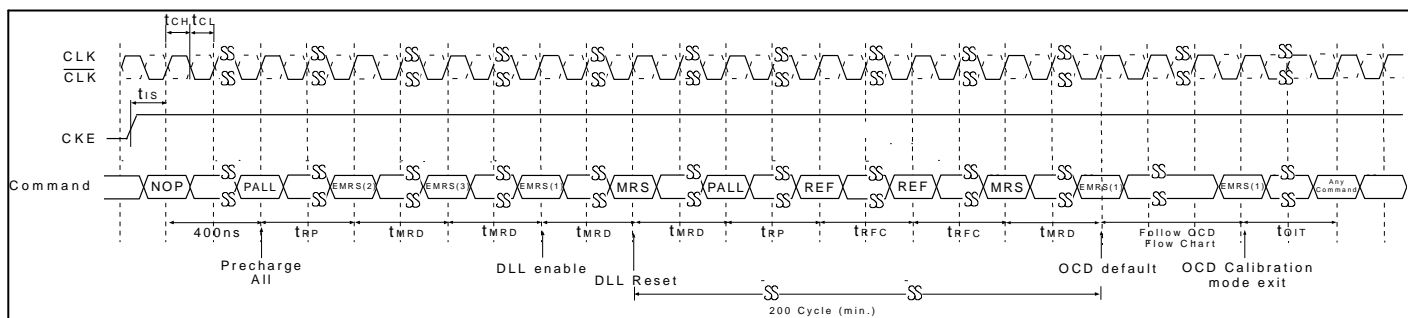 tCH tCL
CLK
CLK
tIS
CKE
Command
NOP PALL EMRS(2) EMRS(3) EMRS(1) MRS PALL REF REF MRS EMRS(1) EMRS(1) Any Command
400ns tRP tMRD tMRD tMRD tMRD tRP tRFC tRFC tMRD Follow OCD Flow Chart tOIT
Precharge All
DLL enable
DLL Reset
OCD default
OCD Calibration mode exit
200 Cycle (min.)